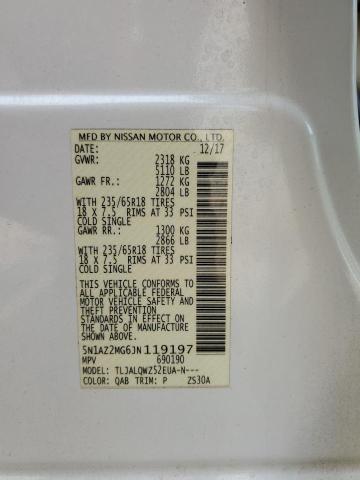 MFD BY NISSAN MOTOR CO., LTD.
DATE: 12/17
GVWR: 2318 KG
5110 LB
GAWR FR.: 1272 KG
2804 LB
WITH 235/65R18 TIRES
18 X 7.5 RIMS AT 33 PSI
COLD SINGLE
GAWR RR.: 1300 KG
2866 LB
WITH 235/65R18 TIRES
18 X 7.5 RIMS AT 33 PSI
COLD SINGLE
THIS VEHICLE CONFORMS TO
ALL APPLICABLE FEDERAL
MOTOR VEHICLE SAFETY AND
THEFT PREVENTION
STANDARDS IN EFFECT ON
THE DATE OF MANUFACTURE
SHOWN ABOVE.
5N1AZ2MG6JN119197
MPV 690190
MODEL: TLJALQWZ52EUA-N---
COLOR: QAB TRIM: P ZS30A